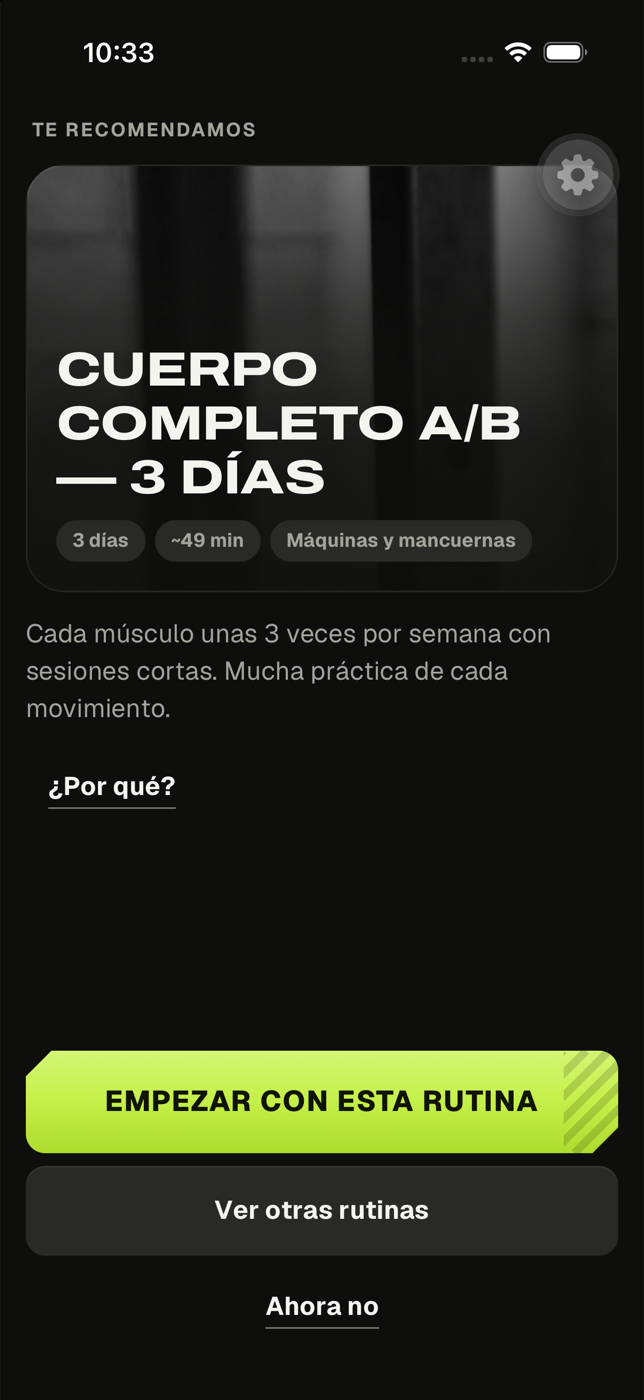 10:33
TE RECOMENDAMOS
CUERPO
COMPLETO A/B
— 3 DÍAS
3 días ~49 min Máquinas y mancuernas
Cada músculo unas 3 veces por semana con
sesiones cortas. Mucha práctica de cada
movimiento.
¿Por qué?
EMPEZAR CON ESTA RUTINA
Ver otras rutinas
Ahora no